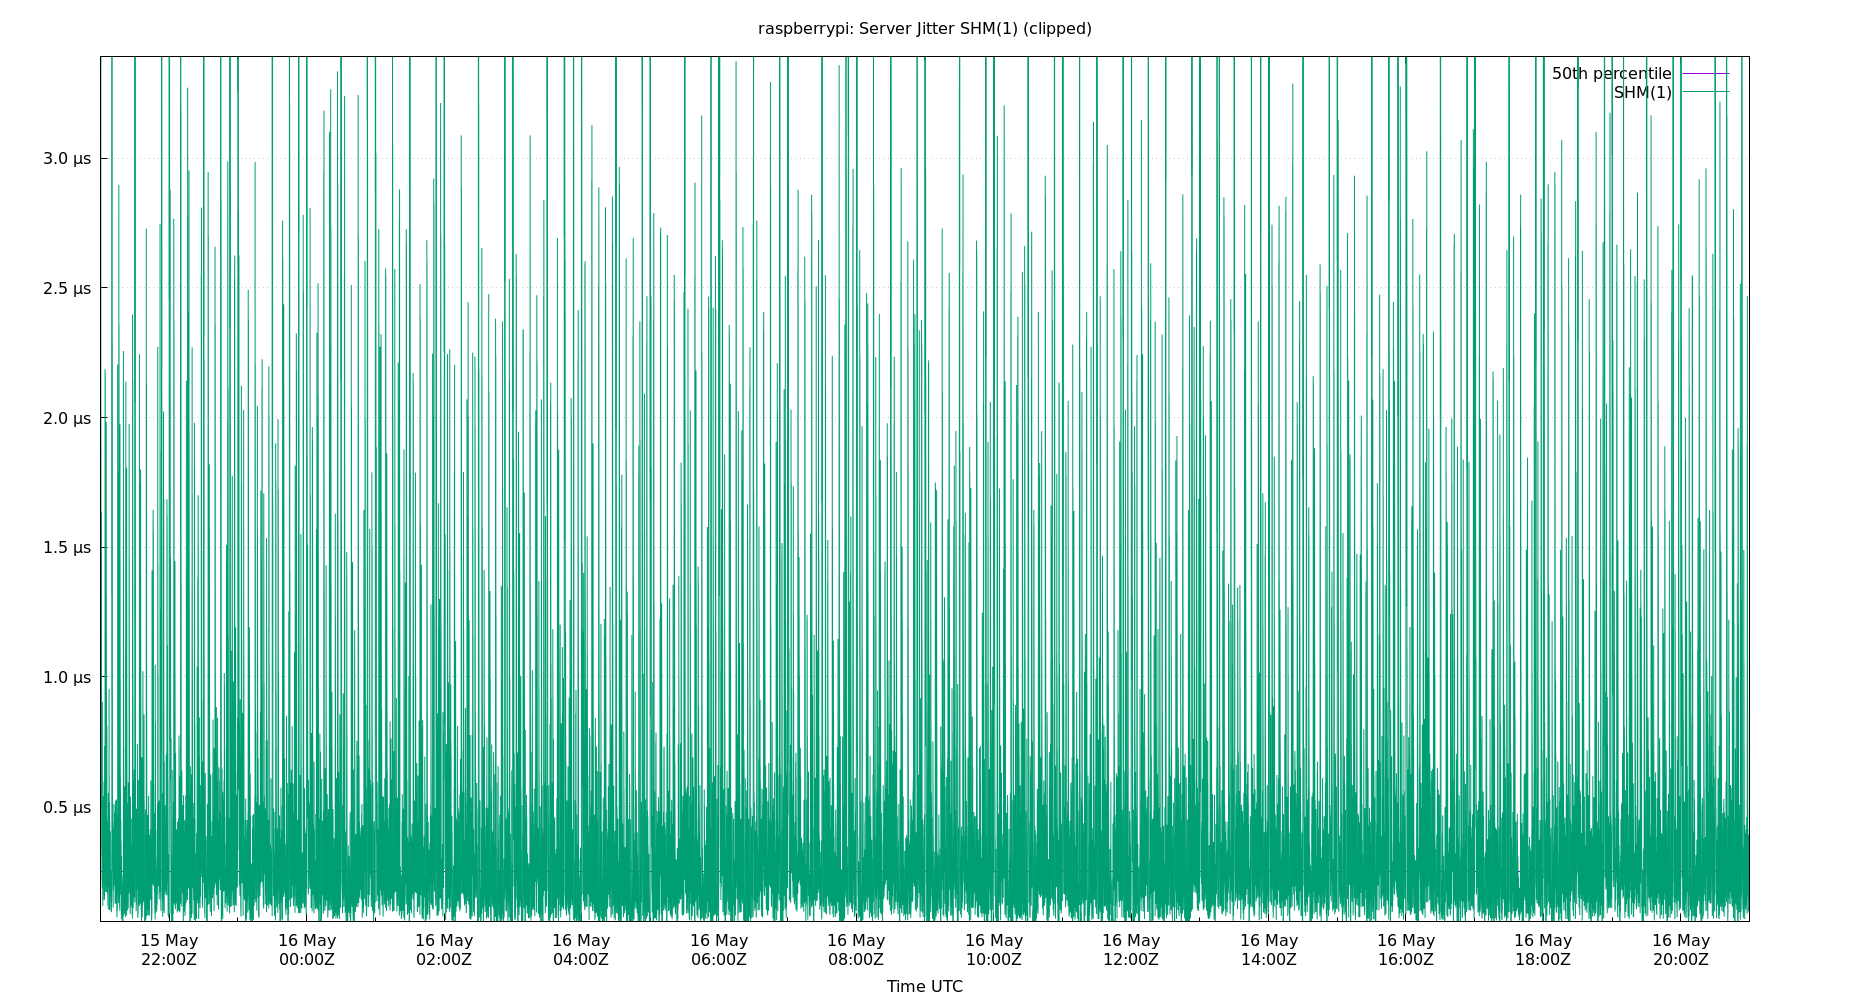 raspberrypi: Server Jitter SHM(1) (clipped)
50th percentile
SHM(1)
3.0 μs
2.5 μs
2.0 μs
1.5 μs
1.0 μs
0.5 μs
15 May 16 May 16 May 16 May 16 May 16 May 16 May 16 May 16 May 16 May 16 May 16 May
22:00Z 00:00Z 02:00Z 04:00Z 06:00Z 08:00Z 10:00Z 12:00Z 14:00Z 16:00Z 18:00Z 20:00Z
Time UTC